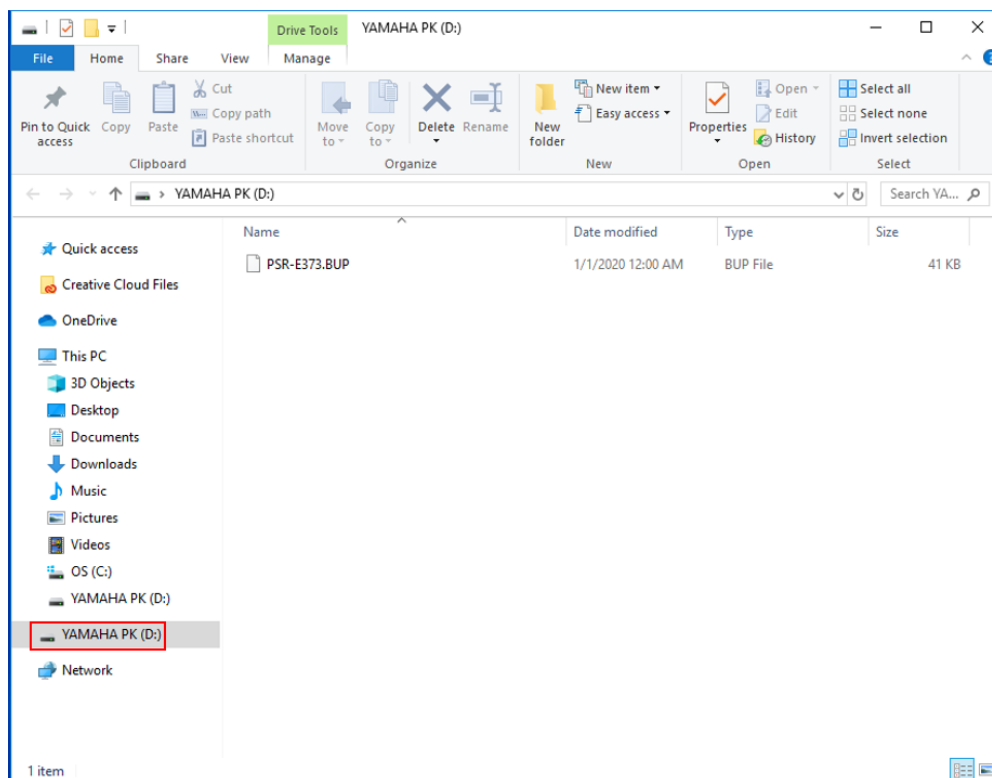 Drive Tools YAMAHA PK (D:)
File Home Share View Manage
Pin to Quick access
Copy
Paste
Cut
Copy path
Paste shortcut
Clipboard
Move to
Copy to
Delete
Rename
Organize
New folder
New item
Easy access
New
Properties
Open
Edit
History
Open
Select all
Select none
Invert selection
Select
YAMAHA PK (D:)
Search YA...
Name Date modified Type Size
PSR-E373.BUP 1/1/2020 12:00 AM BUP File 41 KB
Quick access
Creative Cloud Files
OneDrive
This PC
3D Objects
Desktop
Documents
Downloads
Music
Pictures
Videos
OS (C:)
YAMAHA PK (D:)
YAMAHA PK (D:)
Network
1 item